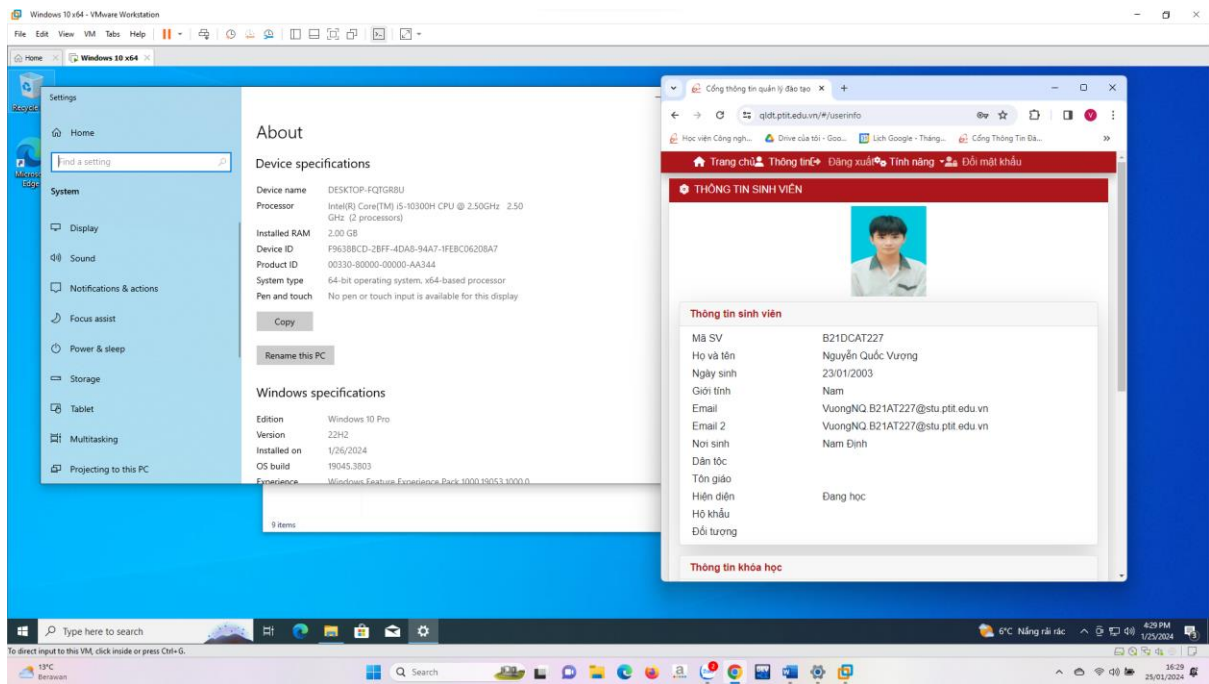 Windows 10 x64 - VMware Workstation
File Edit View VM Tabs Help
Home
Windows 10 x64
Recycle
Microsoft Edge
Settings
Home
Find a setting
System
Display
Sound
Notifications & actions
Focus assist
Power & sleep
Storage
Tablet
Multitasking
Projecting to this PC
About
Device specifications
Device name DESKTOP-FQTGR8U
Processor Intel(R) Core(TM) i5-10300H CPU @ 2.50GHz 2.50
GHz (2 processors)
Installed RAM 2.00 GB
Device ID F9638BCD-2BFF-4DA8-94A7-1FEBC06208A7
Product ID 00330-80000-00000-AA344
System type 64-bit operating system, x64-based processor
Pen and touch No pen or touch input is available for this display
Copy
Rename this PC
Windows specifications
Edition Windows 10 Pro
Version 22H2
Installed on 1/26/2024
OS build 19045.3803
Experience Windows Feature Experience Pack 1000.19053.1000.0
9 items
Cổng thông tin quản lý đào tạo
qldt.ptit.edu.vn/#/userinfo
Học viện Công ngh... Drive của tôi - Goo... Lịch Google - Tháng... Cổng Thông Tin Đà...
Trang chủ Thông tin Đăng xuất Tính năng Đổi mật khẩu
THÔNG TIN SINH VIÊN
Thông tin sinh viên
Mã SV B21DCAT227
Họ và tên Nguyễn Quốc Vượng
Ngày sinh 23/01/2003
Giới tính Nam
Email VuongNQ.B21AT227@stu.ptit.edu.vn
Email 2 VuongNQ.B21AT227@stu.ptit.edu.vn
Nơi sinh Nam Định
Dân tộc
Tôn giáo
Hiện diện Đang học
Hộ khẩu
Đối tượng
Thông tin khóa học
Type here to search
6°C Nắng rải rác
4:29 PM
1/25/2024
To direct input to this VM, click inside or press Ctrl+G.
13°C
Berawan
Search
16:29
25/01/2024